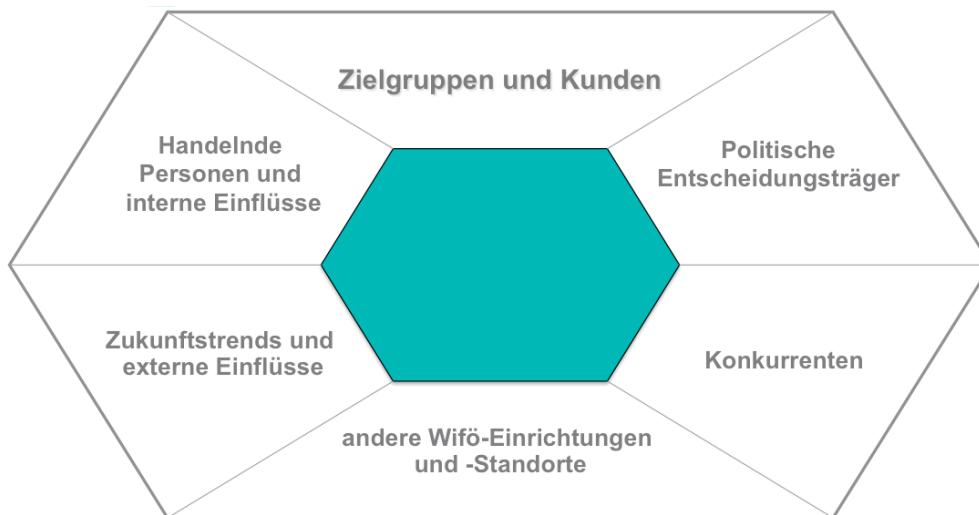 Zielgruppen und Kunden
Handelnde
Personen und
interne Einflüsse
Politische
Entscheidungsträger
Zukunftstrends und
externe Einflüsse
Konkurrenten
andere Wifö-Einrichtungen
und -Standorte